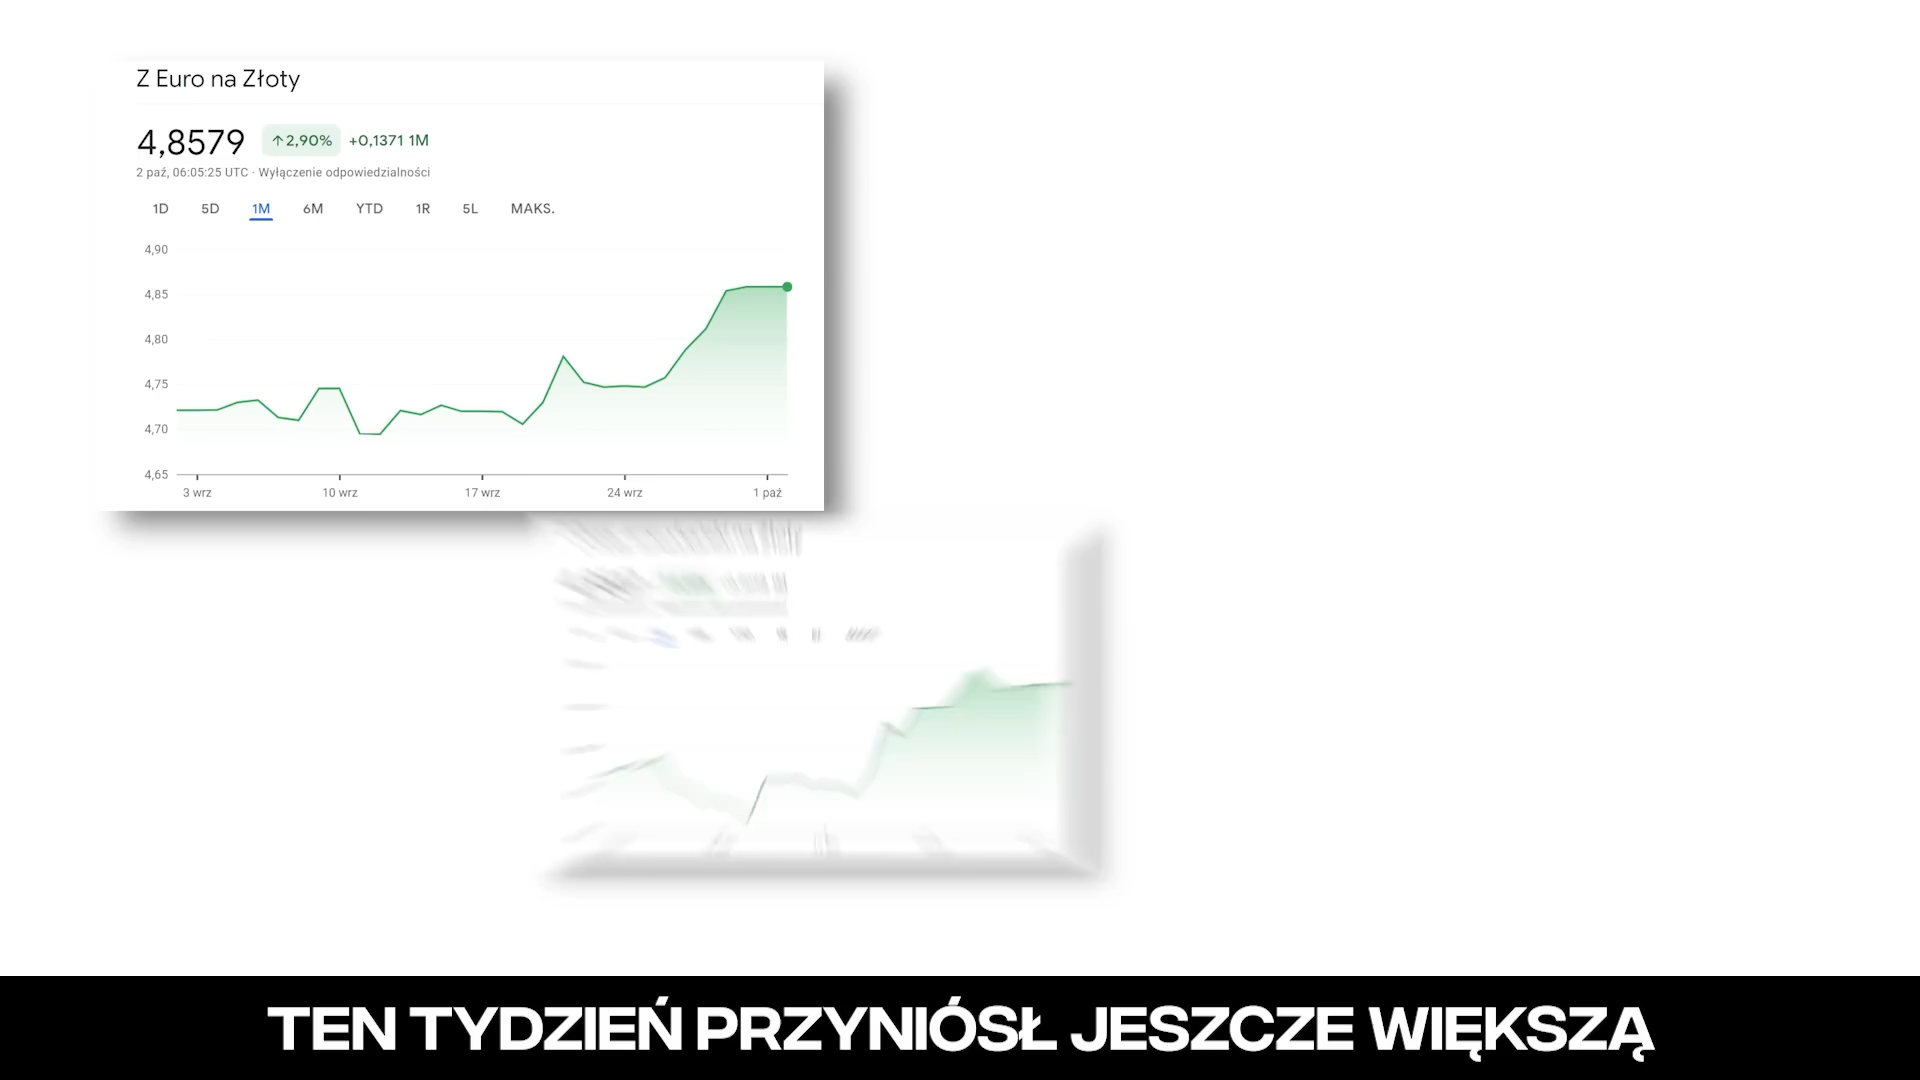 Z Euro na Złoty
4,8579 ↑2,90% +0,1371 1M
2 paź, 06:05:25 UTC · Wyłączenie odpowiedzialności
1D 5D 1M 6M YTD 1R 5L MAKS.
4,90
4,85
4,80
4,75
4,70
4,65
3 wrz 10 wrz 17 wrz 24 wrz 1 paź
TEN TYDZIEŃ PRZYNIÓSŁ JESZCZE WIĘKSZĄ